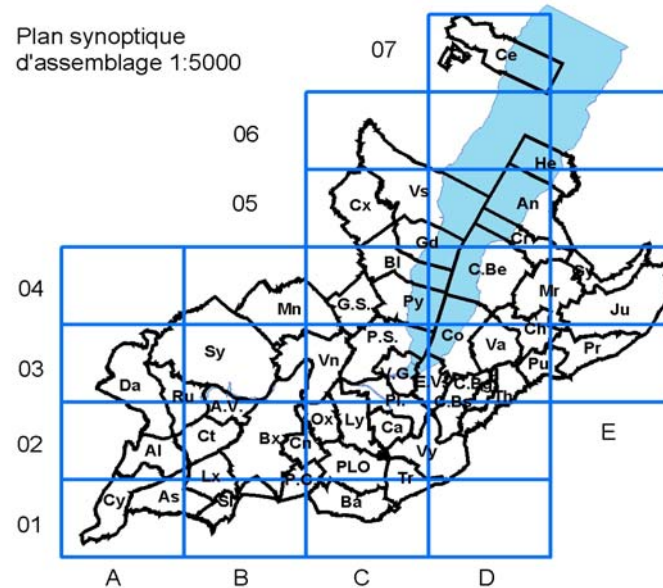 Plan synoptique
d'assemblage 1:5000
07
Ce
06
He
05
Vs
An
Cx
Gd
Cr
Bl
C.Be
Sy
04
Mr
Mn
G.S.
Py
Ju
P.S.
Co
Ch
Sy
Vn
Va
Pr
03
Da
V.G.
E.V.
C.Bg
Pu
Ru
A.V.
Pl.
C.Bs
Th
Ox
Ly
Ca
E
02
Ct
Bx
Cn
Al
Vy
PLO
Lx
P.C
Tr
Cy
As
Sl
Ba
01
A
B
C
D